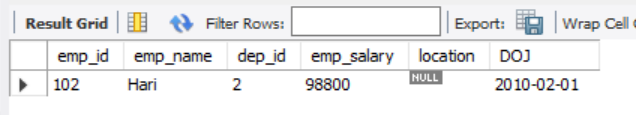 Result Grid Filter Rows: Export: Wrap Cell
emp_id emp_name dep_id emp_salary location DOJ
102 Hari 2 98800 NULL 2010-02-01